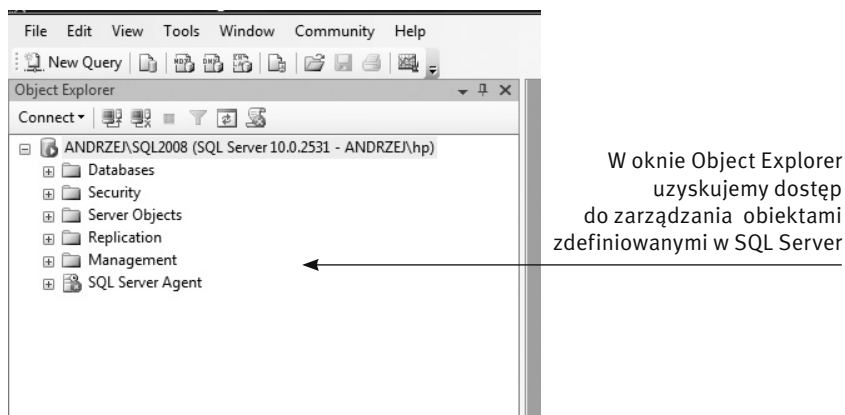 File Edit View Tools Window Community Help
New Query
Object Explorer
Connect
ANDRZEJ\SQL2008 (SQL Server 10.0.2531 - ANDRZEJ\hp)
Databases
Security
Server Objects
Replication
Management
SQL Server Agent
W oknie Object Explorer
uzyskujemy dostęp
do zarządzania obiektami
zdefiniowanymi w SQL Server